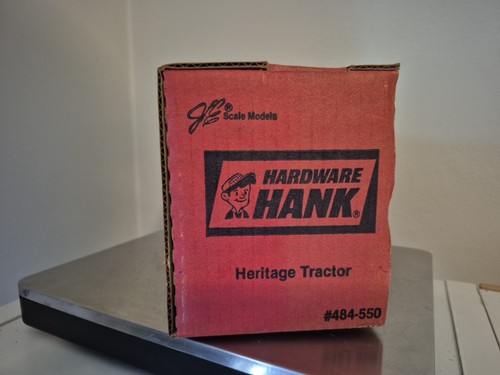 ® Scale Models
HARDWARE
HANK®
Heritage Tractor
#484-550